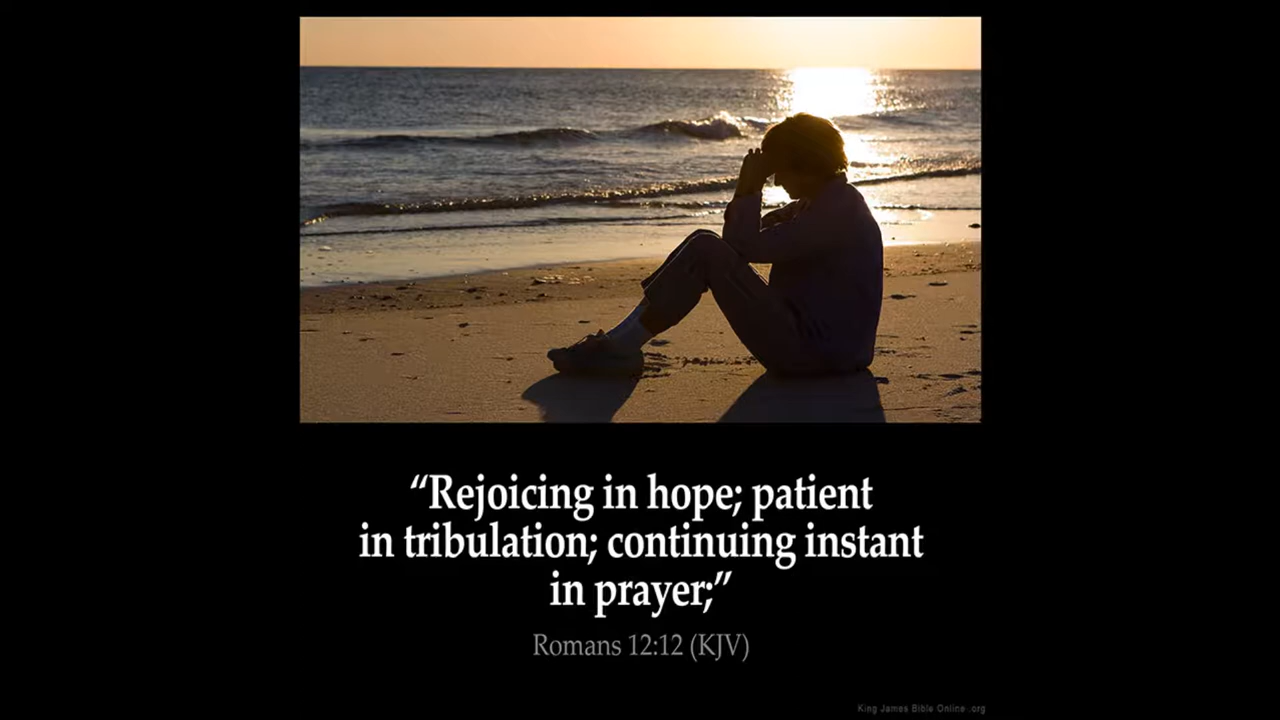 “Rejoicing in hope; patient
in tribulation; continuing instant
in prayer;”
Romans 12:12 (KJV)
King James Bible Online .org